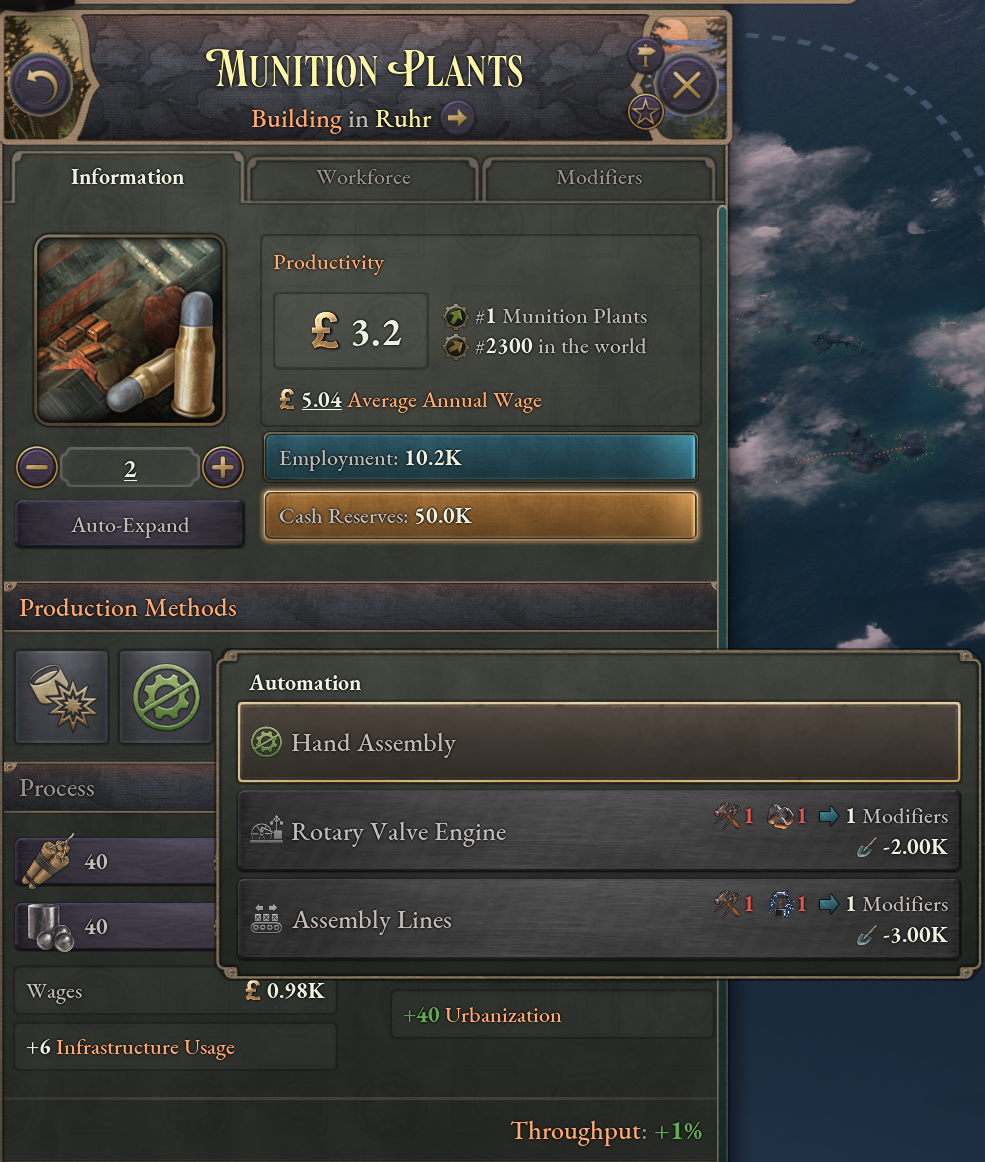 Munition Plants
Building in Ruhr
Information Workforce Modifiers
Productivity
£ 3.2
#1 Munition Plants
#2300 in the world
£ 5.04 Average Annual Wage
2
Employment: 10.2K
Auto-Expand
Cash Reserves: 50.0K
Production Methods
Automation
Hand Assembly
Rotary Valve Engine
1 1 1 Modifiers
-2.00K
Assembly Lines
1 1 1 Modifiers
-3.00K
Process
40
40
Wages £ 0.98K
+40 Urbanization
+6 Infrastructure Usage
Throughput: +1%